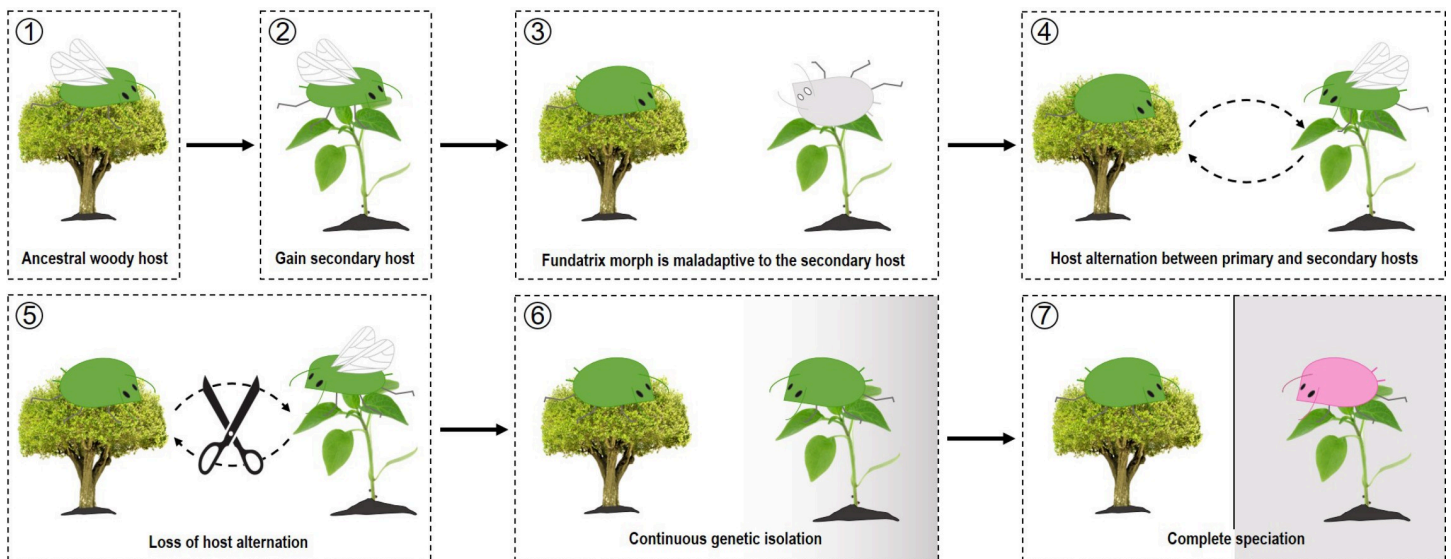 ①
Ancestral woody host
②
Gain secondary host
③
Fundatrix morph is maladaptive to the secondary host
④
Host alternation between primary and secondary hosts
⑤
Loss of host alternation
⑥
Continuous genetic isolation
⑦
Complete speciation